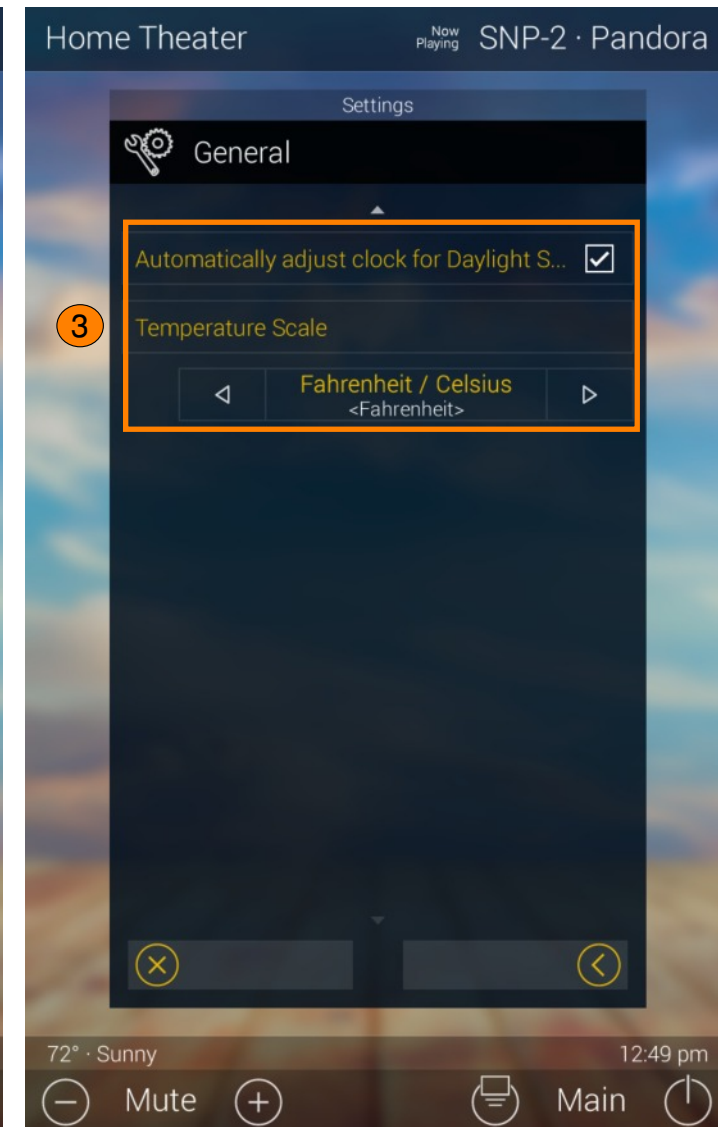 Home Theater
Now Playing SNP-2 · Pandora
Settings
General
Automatically adjust clock for Daylight S...
3
Temperature Scale
Fahrenheit / Celsius
<Fahrenheit>
72° · Sunny
12:49 pm
Mute
Main